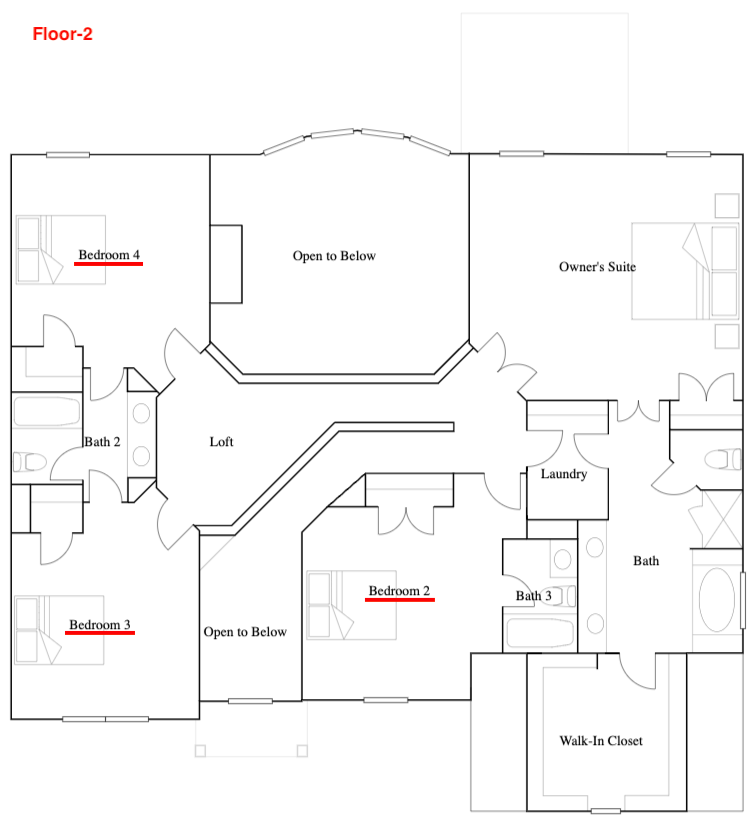 Floor-2
Bedroom 4
Open to Below
Owner's Suite
Bath 2
Loft
Laundry
Bath
Bedroom 2
Bath 3
Bedroom 3
Open to Below
Walk-In Closet